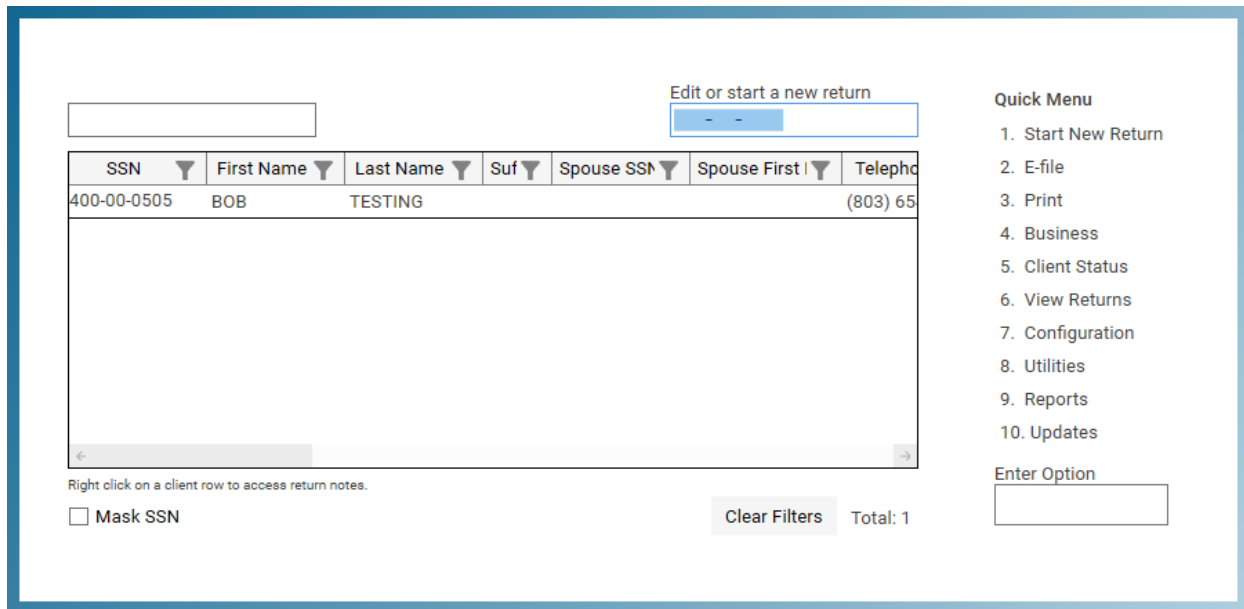 Edit or start a new return
- -
SSN First Name Last Name Suf Spouse SSN Spouse First Telepho
400-00-0505 BOB TESTING (803) 65
Right click on a client row to access return notes.
Mask SSN
Clear Filters Total: 1
Quick Menu
1. Start New Return
2. E-file
3. Print
4. Business
5. Client Status
6. View Returns
7. Configuration
8. Utilities
9. Reports
10. Updates
Enter Option